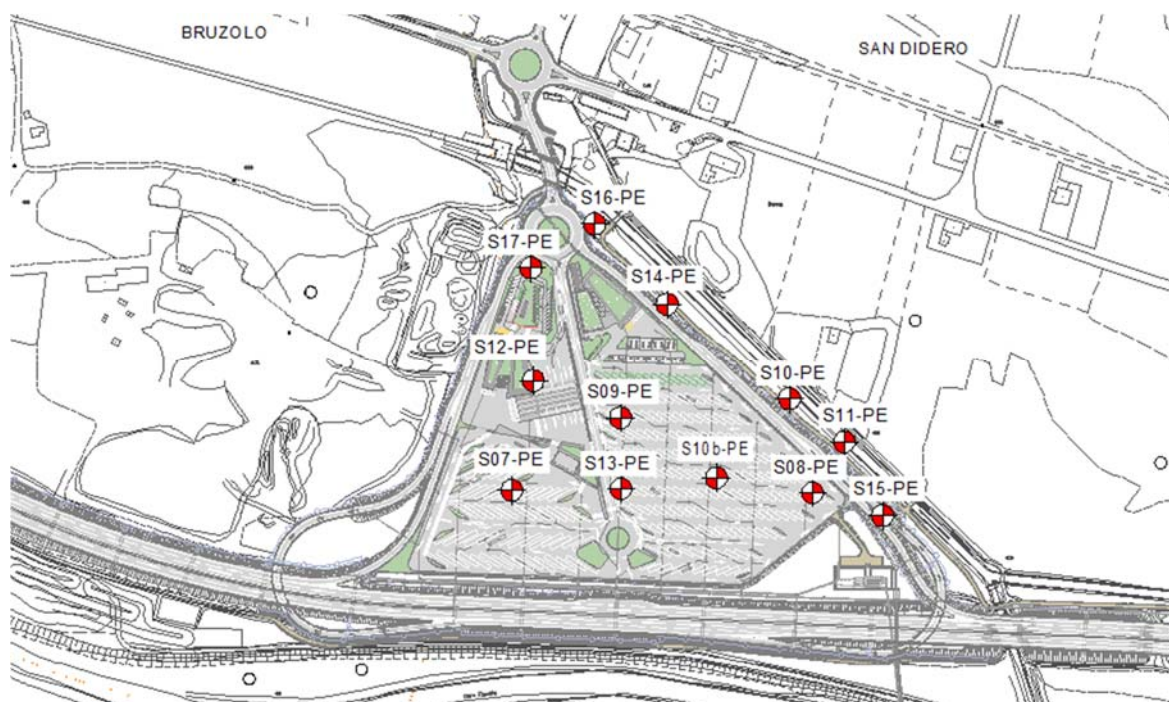 BRUZOLO
SAN DIDERO
S16-PE
S17-PE
S14-PE
S12-PE
S10-PE
S09-PE
S11-PE
S07-PE
S13-PE
S10b-PE
S08-PE
S15-PE